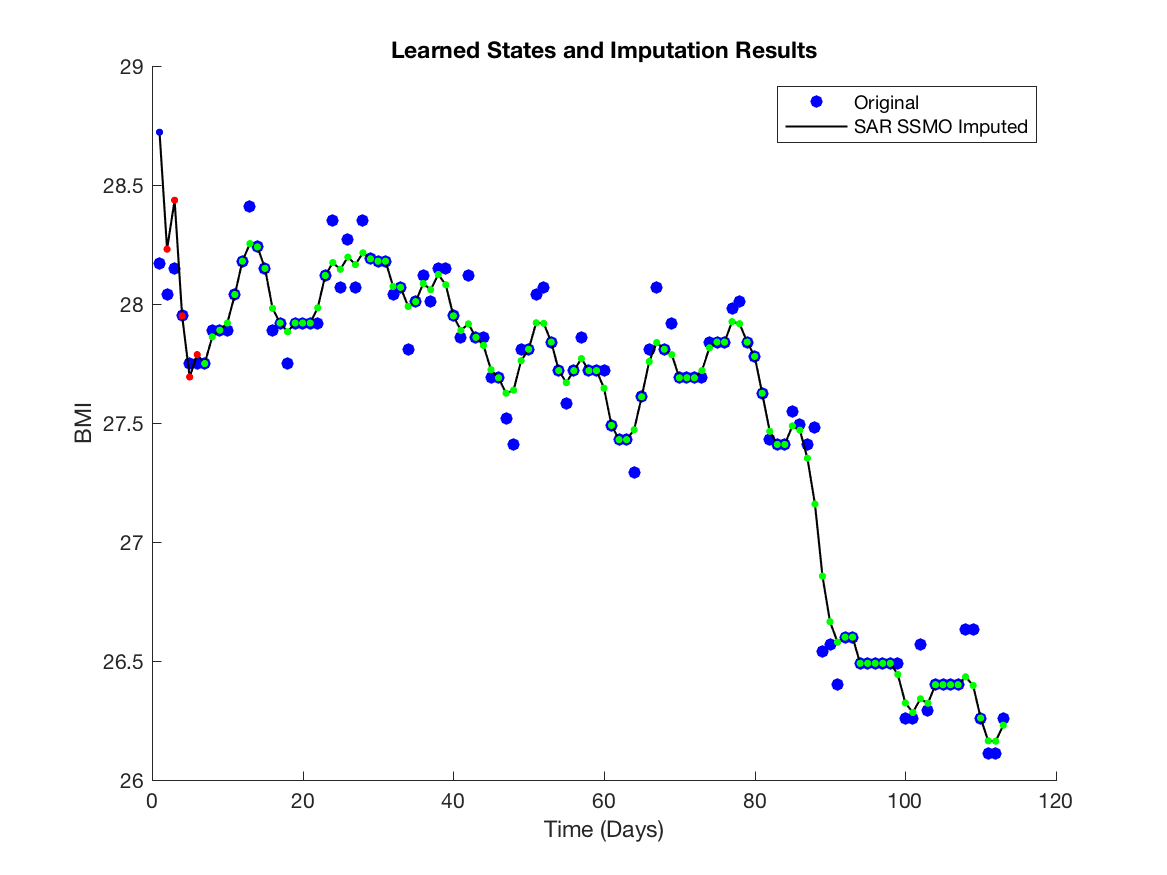 Learned States and Imputation Results
Original
SAR SSMO Imputed
29
28.5
28
27.5
27
26.5
26
BMI
0 20 40 60 80 100 120
Time (Days)